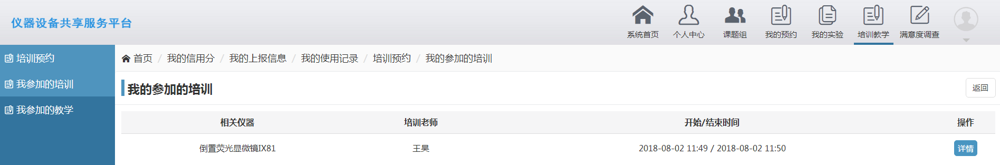 仪器设备共享服务平台
系统首页 个人中心 课题组 我的预约 我的实验 培训教学 满意度调查
培训预约
我参加的培训
我参加的教学
首页 / 我的信用分 / 我的上报信息 / 我的使用记录 / 培训预约 / 我的参加的培训
我的参加的培训
返回
相关仪器 培训老师 开始/结束时间 操作
倒置荧光显微镜IX81 王昊 2018-08-02 11:49 / 2018-08-02 11:50 详情